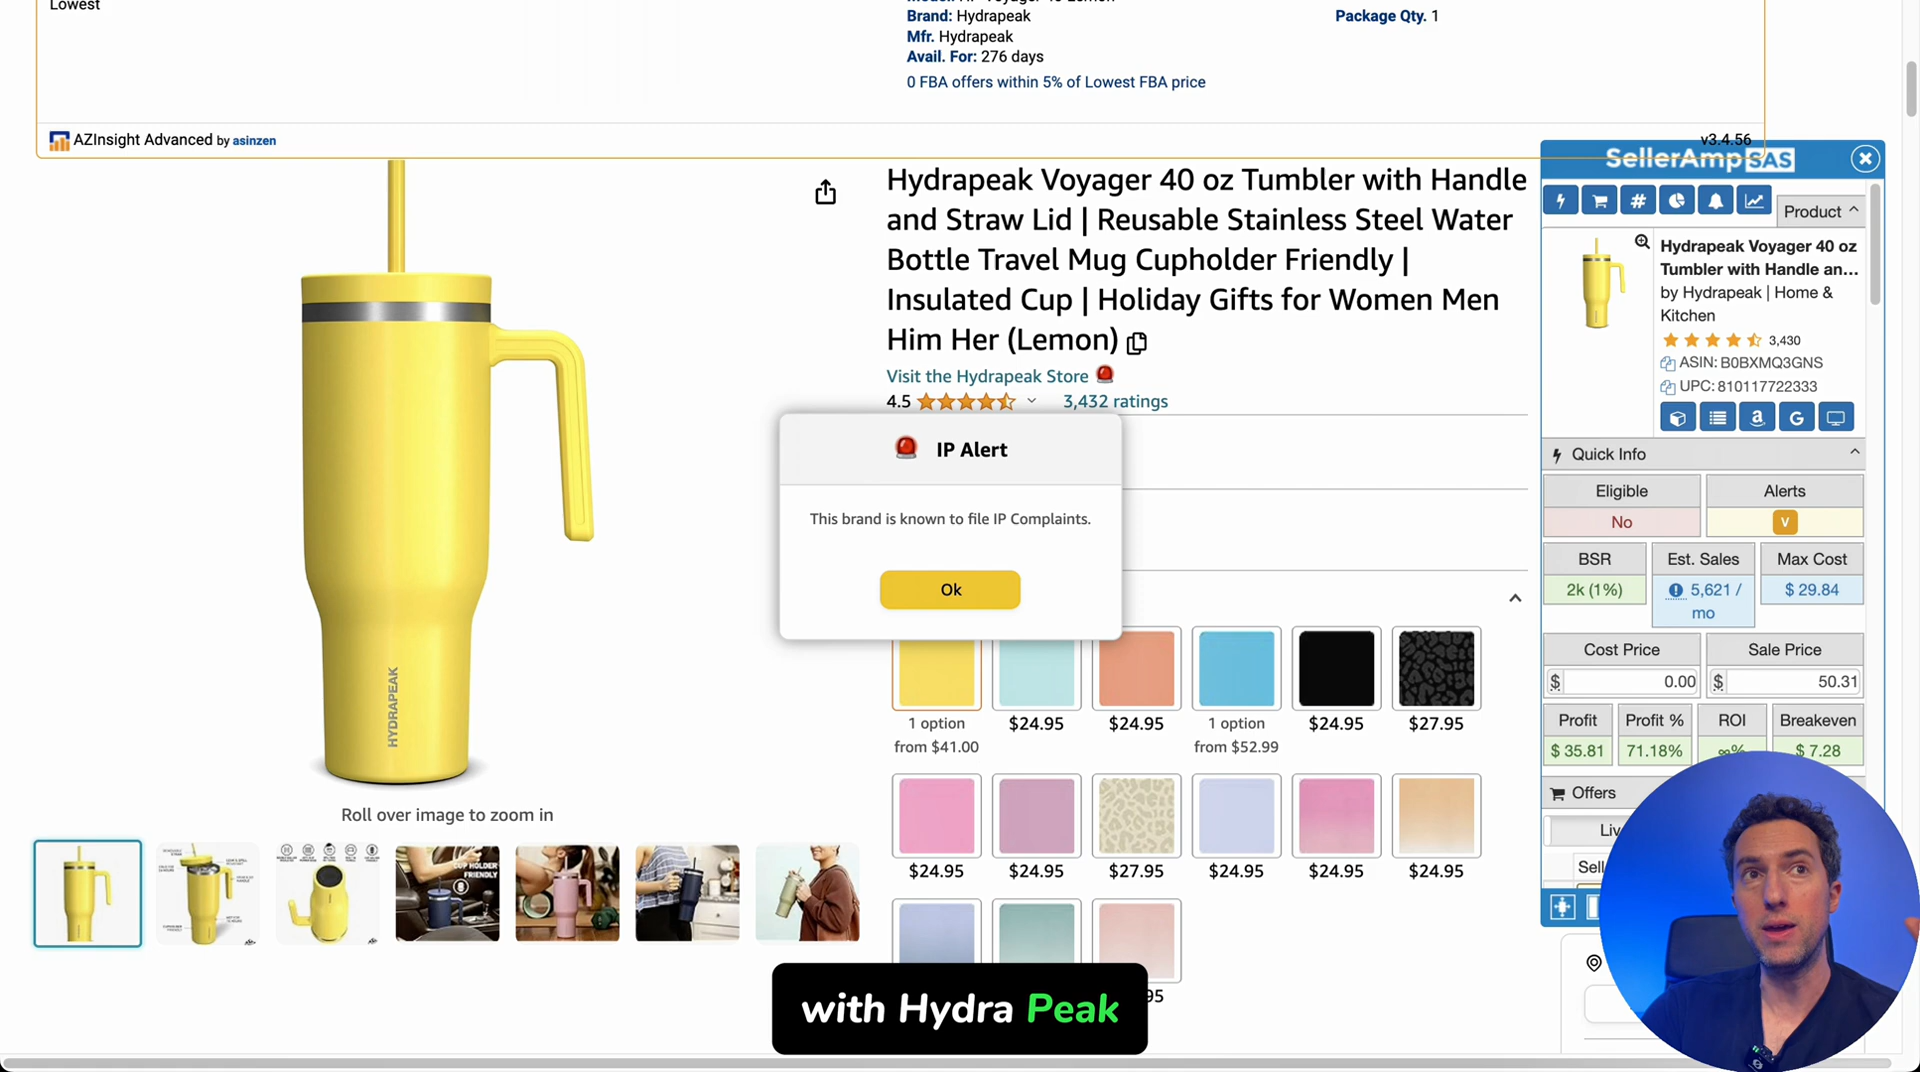 Lowest
Brand: Hydrapeak
Mfr. Hydrapeak
Avail. For: 276 days
0 FBA offers within 5% of Lowest FBA price
Package Qty. 1
AZInsight Advanced by asinzen
v3.4.56
Hydrapeak Voyager 40 oz Tumbler with Handle
and Straw Lid | Reusable Stainless Steel Water
Bottle Travel Mug Cupholder Friendly |
Insulated Cup | Holiday Gifts for Women Men
Him Her (Lemon)
Visit the Hydrapeak Store
4.5
3,432 ratings
IP Alert
This brand is known to file IP Complaints.
Ok
1 option
from $41.00
$24.95
$24.95
1 option
from $52.99
$24.95
$27.95
$24.95
$24.95
$27.95
$24.95
$24.95
$24.95
95
HYDRAPEAK
Roll over image to zoom in
CUP HOLDER
FRIENDLY
with Hydra Peak
SellerAmp SAS
Product
Hydrapeak Voyager 40 oz
Tumbler with Handle an...
by Hydrapeak | Home &
Kitchen
3,430
ASIN: B0BXMQ3GNS
UPC: 810117722333
Quick Info
Eligible
Alerts
No
V
BSR
Est. Sales
Max Cost
2k (1%)
5,621 /
mo
$ 29.84
Cost Price
Sale Price
$ 0.00
$ 50.31
Profit
Profit %
ROI
Breakeven
$ 35.81
71.18%
∞%
$ 7.28
Offers
Liv
Sell